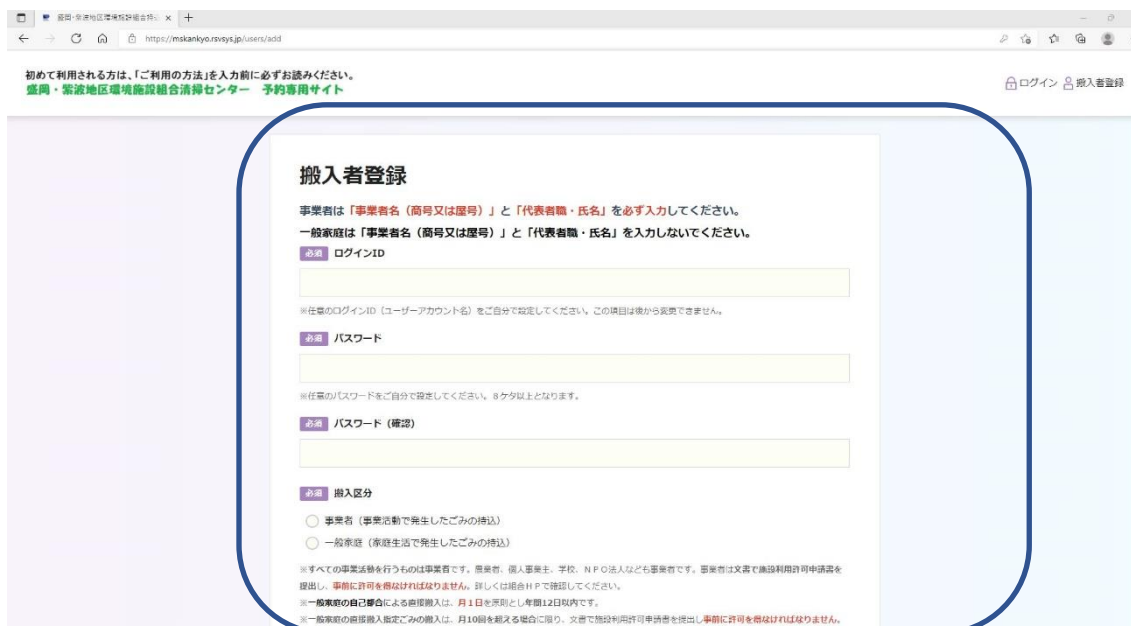 盛岡・紫波地区環境施設組合清
https://mskankyo.rsvsys.jp/users/add
初めて利用される方は、「ご利用の方法」を入力前に必ずお読みください。
盛岡・紫波地区環境施設組合清掃センター 予約専用サイト
ログイン 搬入者登録
搬入者登録
事業者は「事業者名（商号又は屋号）」と「代表者職・氏名」を必ず入力してください。
一般家庭は「事業者名（商号又は屋号）」と「代表者職・氏名」を入力しないでください。
必須 ログインID
※任意のログインID（ユーザーアカウント名）をご自分で設定してください。この項目は後から変更できません。
必須 パスワード
※任意のパスワードをご自分で設定してください。8ケタ以上となります。
必須 パスワード（確認）
必須 搬入区分
事業者（事業活動で発生したごみの持込）
一般家庭（家庭生活で発生したごみの持込）
※すべての事業活動を行うものは事業者です。農業者、個人事業主、学校、NPO法人なども事業者です。事業者は文書で施設利用許可申請書を
提出し、事前に許可を得なければなりません。詳しくは組合HPで確認してください。
※一般家庭の自己都合による直接搬入は、月1日を原則とし年間12日以内です。
※一般家庭の直接搬入指定ごみの搬入は、月10回を超える場合に限り、文書で施設利用許可申請書を提出し事前に許可を得なければなりません。